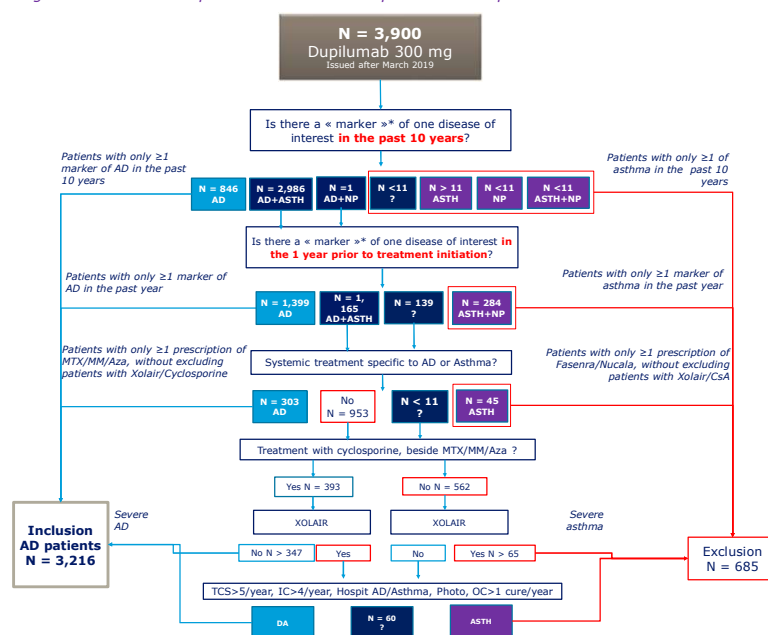 N = 3,900
Dupilumab 300 mg
Issued after March 2019
Is there a « marker »* of one disease of
interest in the past 10 years?
Patients with only ≥1
marker of AD in the past
10 years
Patients with only ≥1 of
asthma in the past 10
years
N = 846
AD
N = 2,986
AD+ASTH
N =1
AD+NP
N <11
?
N > 11
ASTH
N <11
NP
N <11
ASTH+NP
Is there a « marker »* of one disease of interest in
the 1 year prior to treatment initiation?
Patients with only ≥1 marker of
AD in the past year
Patients with only ≥1 marker of
asthma in the past year
N = 1,399
AD
N = 1,
165
AD+ASTH
N = 139
?
N = 284
ASTH+NP
Systemic treatment specific to AD or Asthma?
Patients with only ≥1 prescription of
MTX/MM/Aza, without excluding
patients with Xolair/Cyclosporine
Patients with only ≥1 prescription of
Fasenra/Nucala, without excluding
patients with Xolair/CsA
N = 303
AD
No
N = 953
N < 11
?
N = 45
ASTH
Treatment with cyclosporine, beside MTX/MM/Aza ?
Yes N = 393
No N = 562
XOLAIR
XOLAIR
Severe
AD
Severe
asthma
Inclusion
AD patients
N = 3,216
No N > 347
Yes
No
Yes N > 65
Exclusion
N = 685
TCS>5/year, IC>4/year, Hospit AD/Asthma, Photo, OC>1 cure/year
DA
N = 60
?
ASTH